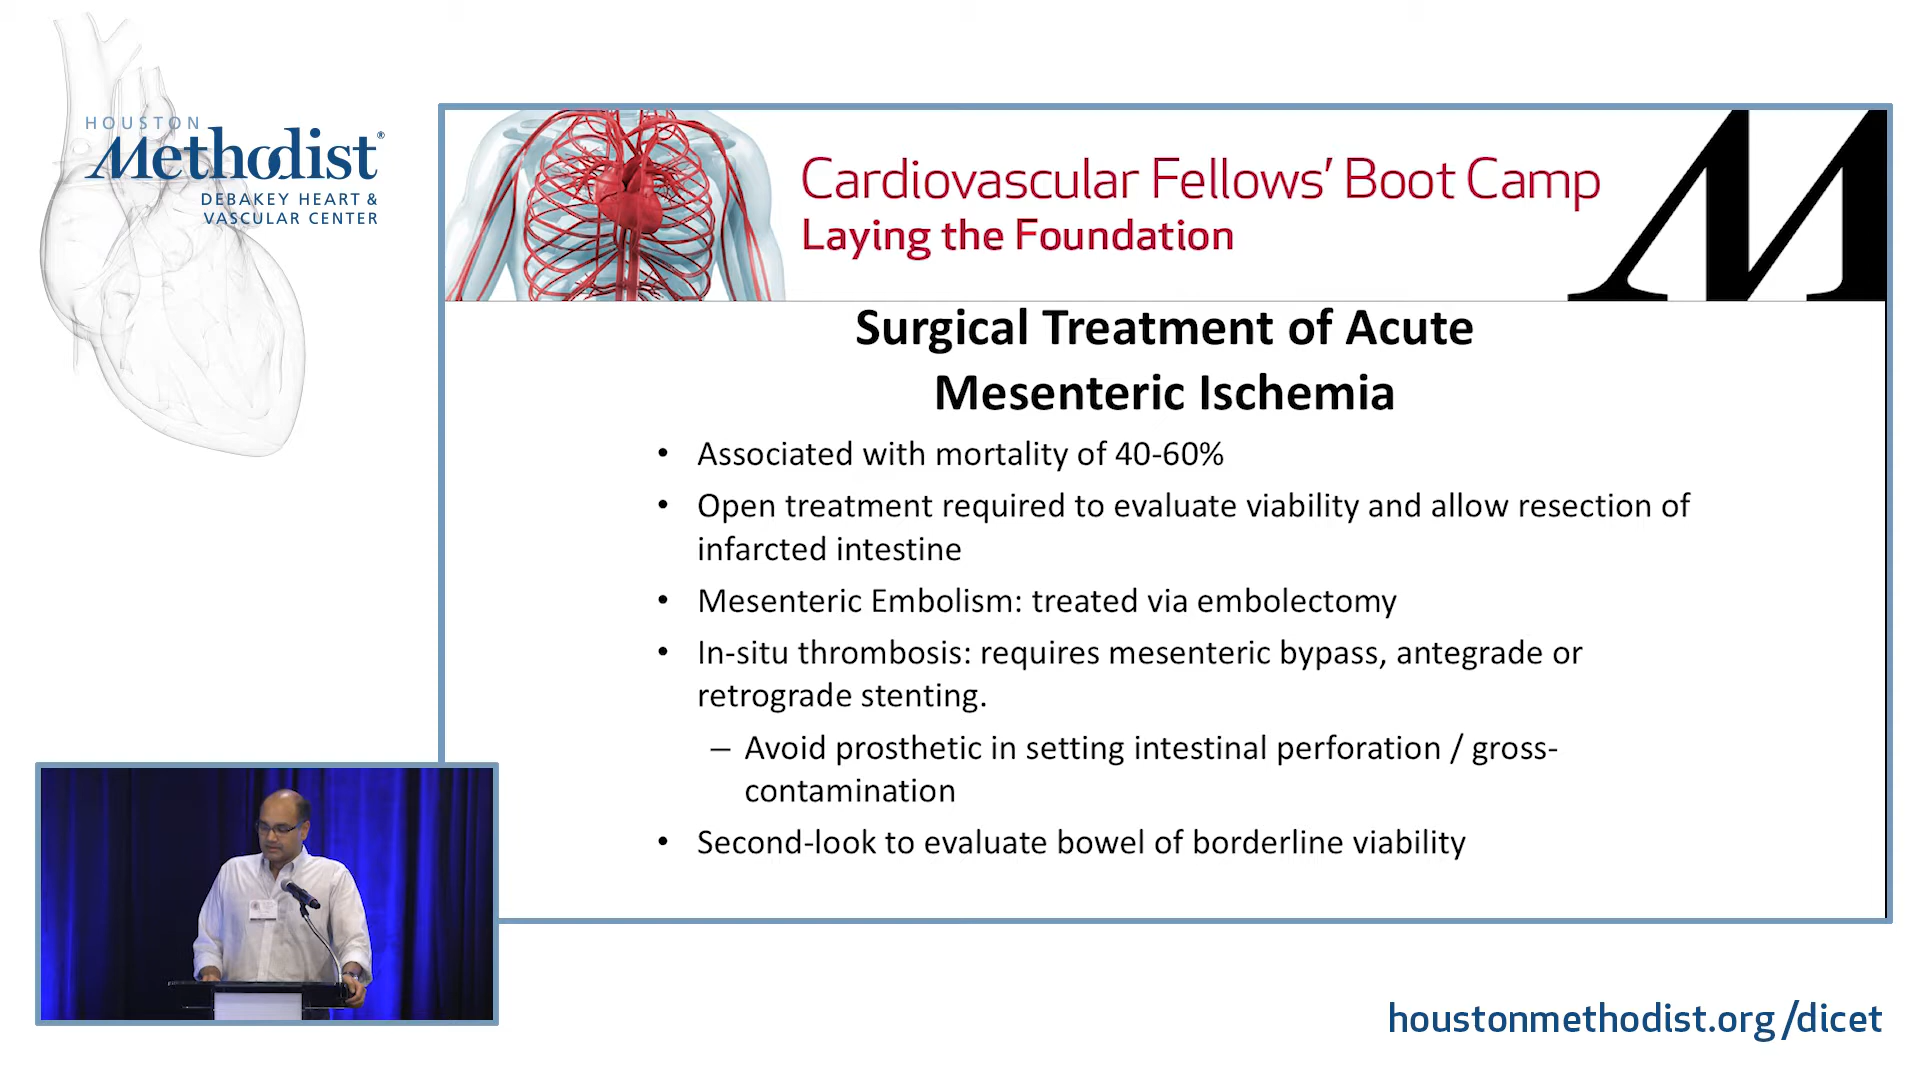 HOUSTON
Methodist®
DEBAKEY HEART &
VASCULAR CENTER
Cardiovascular Fellows' Boot Camp
Laying the Foundation
M
Surgical Treatment of Acute
Mesenteric Ischemia
• Associated with mortality of 40-60%
• Open treatment required to evaluate viability and allow resection of
infarcted intestine
• Mesenteric Embolism: treated via embolectomy
• In-situ thrombosis: requires mesenteric bypass, antegrade or
retrograde stenting.
– Avoid prosthetic in setting intestinal perforation / gross-
contamination
• Second-look to evaluate bowel of borderline viability
houstonmethodist.org/dicet